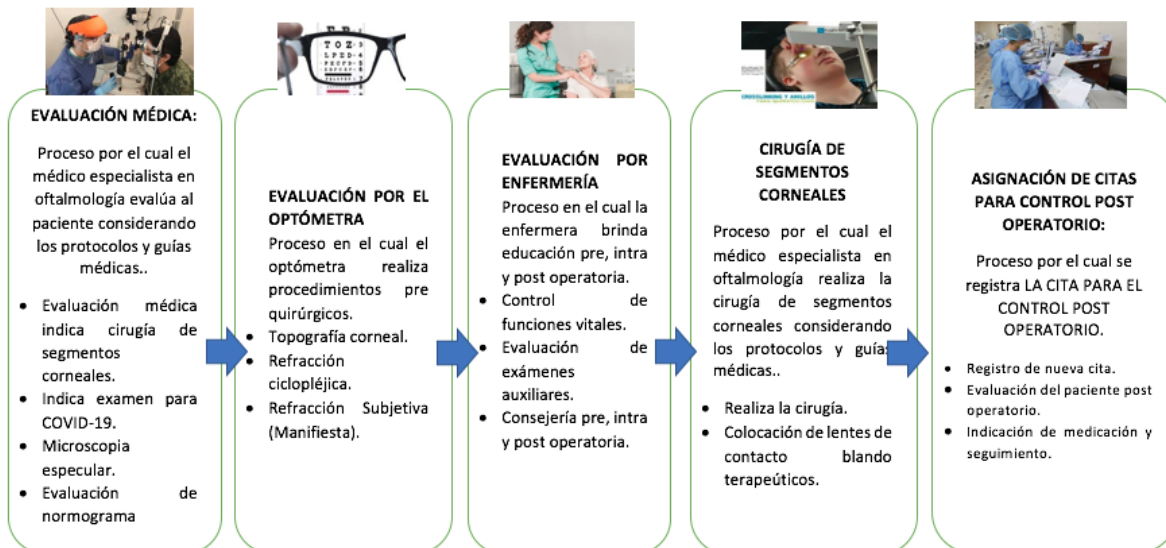 EVALUACIÓN MÉDICA:
Proceso por el cual el
médico especialista en
oftalmología evalúa al
paciente considerando
los protocolos y guías
médicas..
• Evaluación médica
indica cirugía de
segmentos
corneales.
• Indica examen para
COVID-19.
• Microscopia
especular.
• Evaluación de
normograma
TOZ
LPED
PECFD
EVALUACIÓN POR EL
OPTÓMETRA
Proceso en el cual el
optómetra realiza
procedimientos pre
quirúrgicos.
• Topografía corneal.
• Refracción
ciclopléjica.
• Refracción Subjetiva
(Manifiesta).
EVALUACIÓN POR
ENFERMERÍA
Proceso en el cual la
enfermera brinda
educación pre, intra
y post operatoria.
• Control de
funciones vitales.
• Evaluación de
exámenes
auxiliares.
• Consejería pre, intra
y post operatoria.
CROSSLINKING Y ANILLOS
CIRUGÍA DE
SEGMENTOS
CORNEALES
Proceso por el cual el
médico especialista en
oftalmología realiza la
cirugía de segmentos
corneales considerando
los protocolos y guías
médicas..
• Realiza la cirugía.
• Colocación de lentes de
contacto blando
terapéuticos.
ASIGNACIÓN DE CITAS
PARA CONTROL POST
OPERATORIO:
Proceso por el cual se
registra LA CITA PARA EL
CONTROL POST
OPERATORIO.
• Registro de nueva cita.
• Evaluación del paciente post
operatorio.
• Indicación de medicación y
seguimiento.